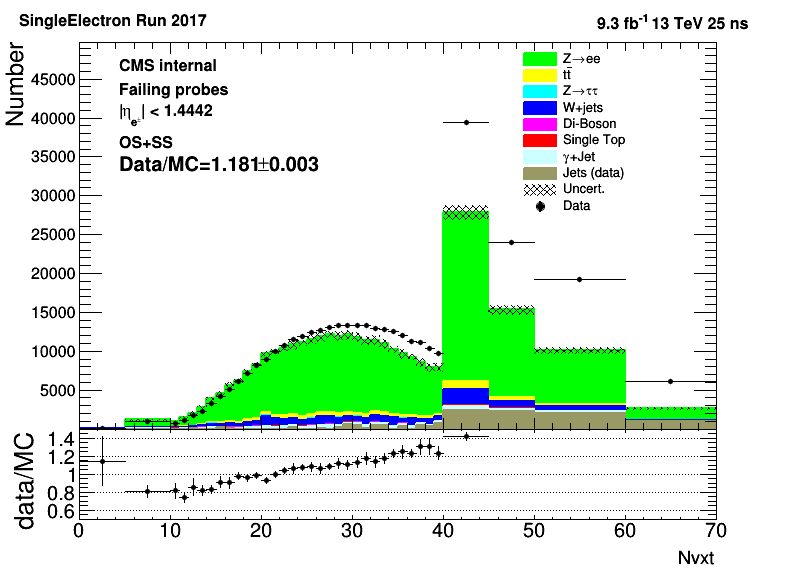 SingleElectron Run 2017
9.3 fb-1 13 TeV 25 ns
Number
CMS internal
Failing probes
|ηe±| < 1.4442
OS+SS
Data/MC=1.181±0.003
Z→ee
tt̄
Z→ττ
W+jets
Di-Boson
Single Top
γ+Jet
Jets (data)
Uncert.
Data
45000
40000
35000
30000
25000
20000
15000
10000
5000
data/MC
1.4
1.2
1
0.8
0.6
0 10 20 30 40 50 60 70
Nvxt